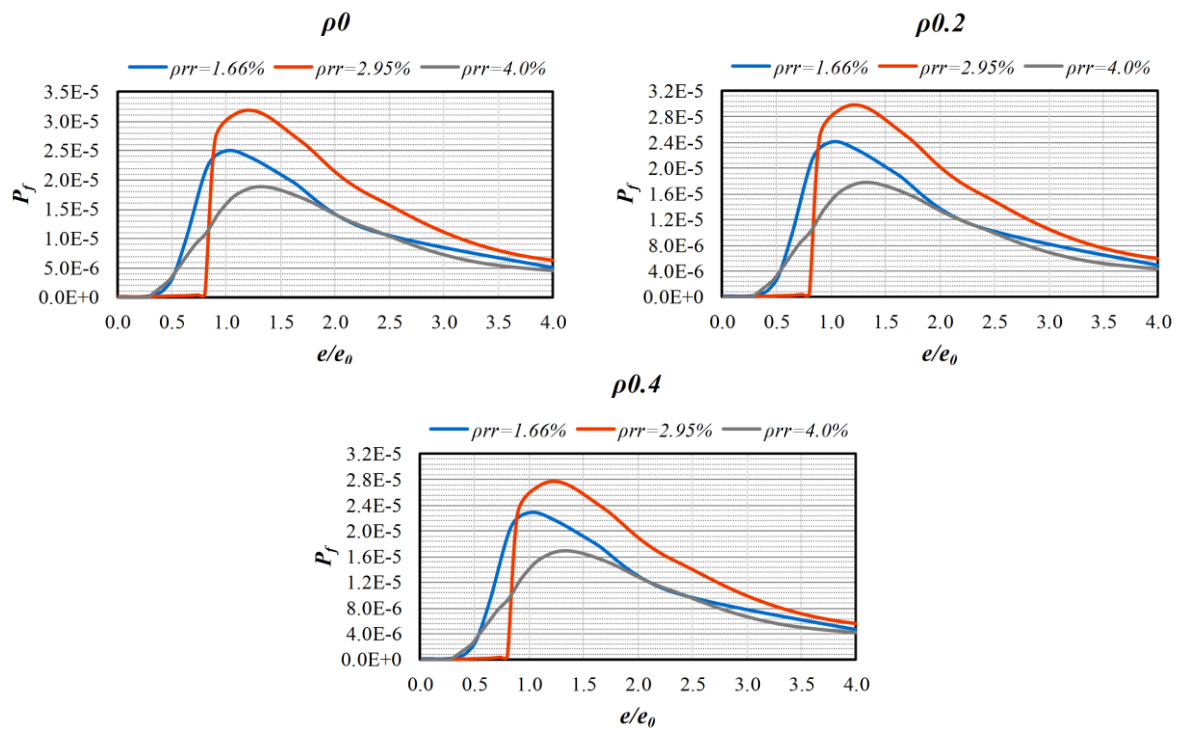 ρ0
ρrr=1.66% ρrr=2.95% ρrr=4.0%
P_f
3.5E-5
3.0E-5
2.5E-5
2.0E-5
1.5E-5
1.0E-5
5.0E-6
0.0E+0
0.0 0.5 1.0 1.5 2.0 2.5 3.0 3.5 4.0
e/e₀
ρ0.2
ρrr=1.66% ρrr=2.95% ρrr=4.0%
P_f
3.2E-5
2.8E-5
2.4E-5
2.0E-5
1.6E-5
1.2E-5
8.0E-6
4.0E-6
0.0E+0
0.0 0.5 1.0 1.5 2.0 2.5 3.0 3.5 4.0
e/e₀
ρ0.4
ρrr=1.66% ρrr=2.95% ρrr=4.0%
P_f
3.2E-5
2.8E-5
2.4E-5
2.0E-5
1.6E-5
1.2E-5
8.0E-6
4.0E-6
0.0E+0
0.0 0.5 1.0 1.5 2.0 2.5 3.0 3.5 4.0
e/e₀